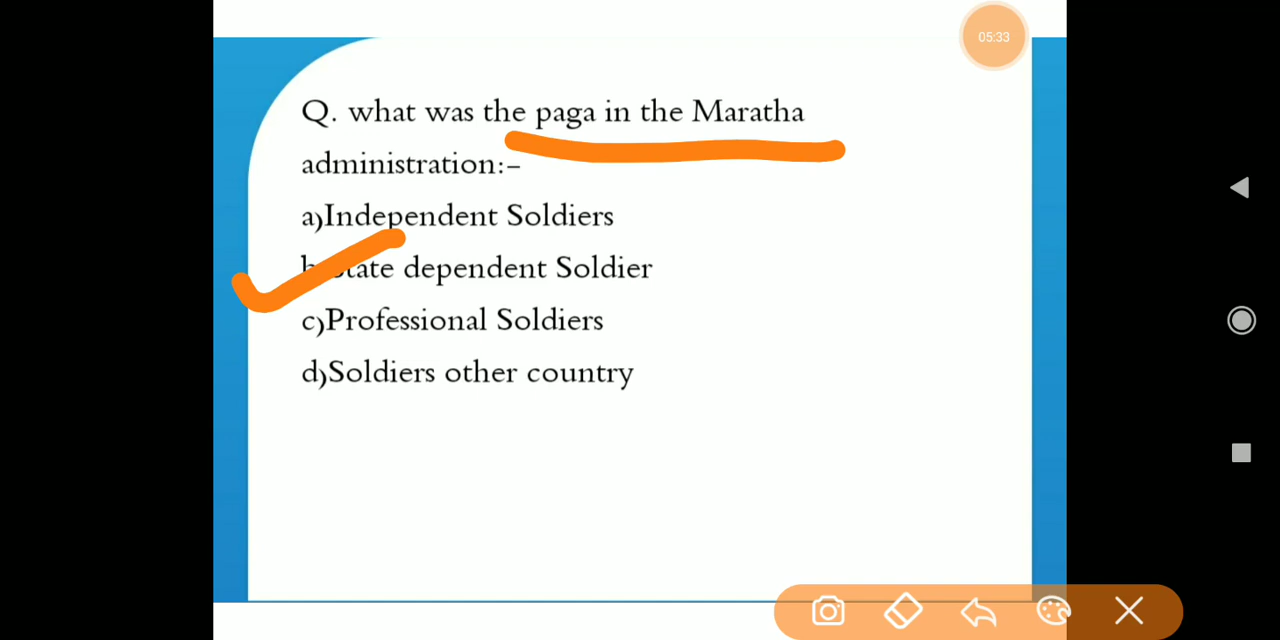 05:33
Q. what was the paga in the Maratha
administration:-
a)Independent Soldiers
dependent Soldier
c)Professional Soldiers
d)Soldiers other country